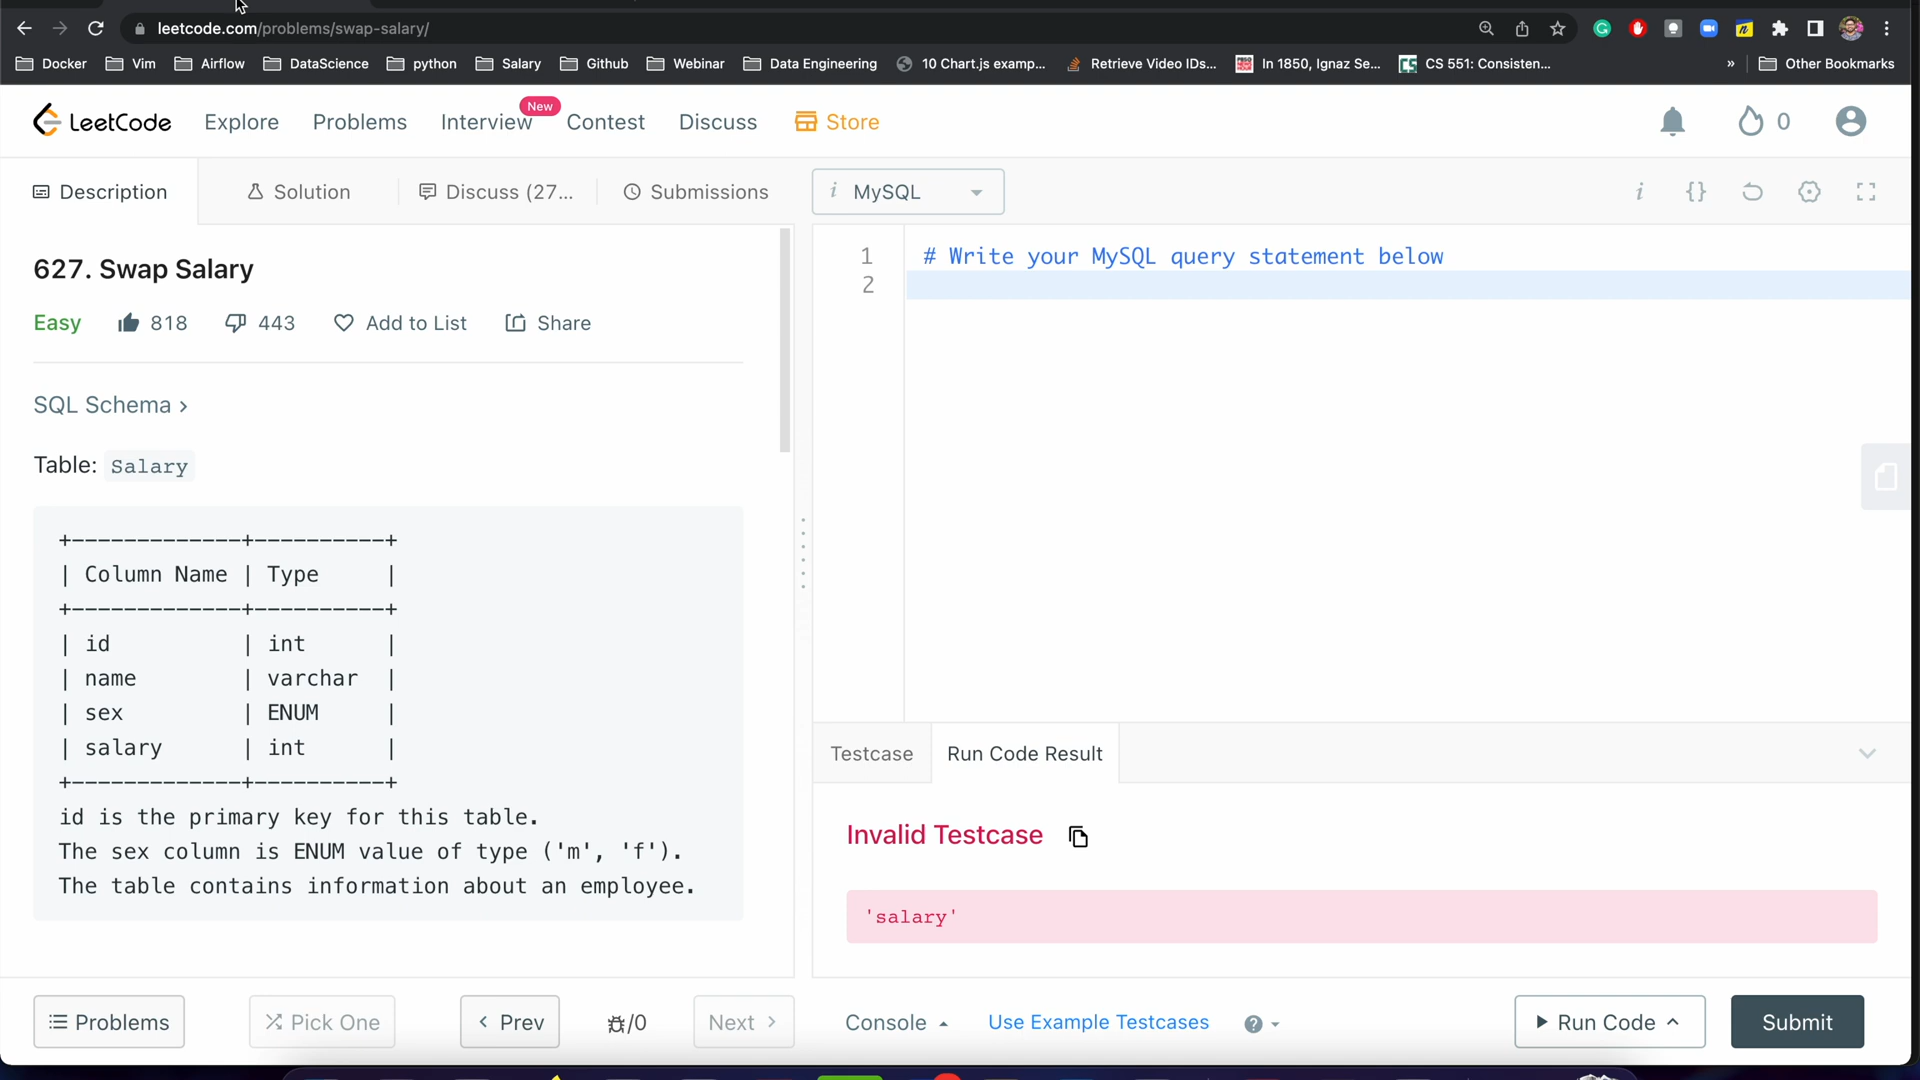 leetcode.com/problems/swap-salary/
Docker Vim Airflow DataScience python Salary Github Webinar Data Engineering 10 Chart.js examp... Retrieve Video IDs... In 1850, Ignaz Se... CS 551: Consisten... » Other Bookmarks
LeetCode Explore Problems Interview New Contest Discuss Store 0
Description Solution Discuss (27... Submissions
627. Swap Salary
Easy 818 443 Add to List Share
SQL Schema >
Table: Salary
+-------------+----------+
| Column Name | Type     |
+-------------+----------+
| id          | int      |
| name        | varchar  |
| sex         | ENUM     |
| salary      | int      |
+-------------+----------+
id is the primary key for this table.
The sex column is ENUM value of type ('m', 'f').
The table contains information about an employee.
i MySQL i {}
1 # Write your MySQL query statement below
2
Testcase Run Code Result
Invalid Testcase
'salary'
Problems Pick One < Prev /0 Next > Console Use Example Testcases ? Run Code Submit